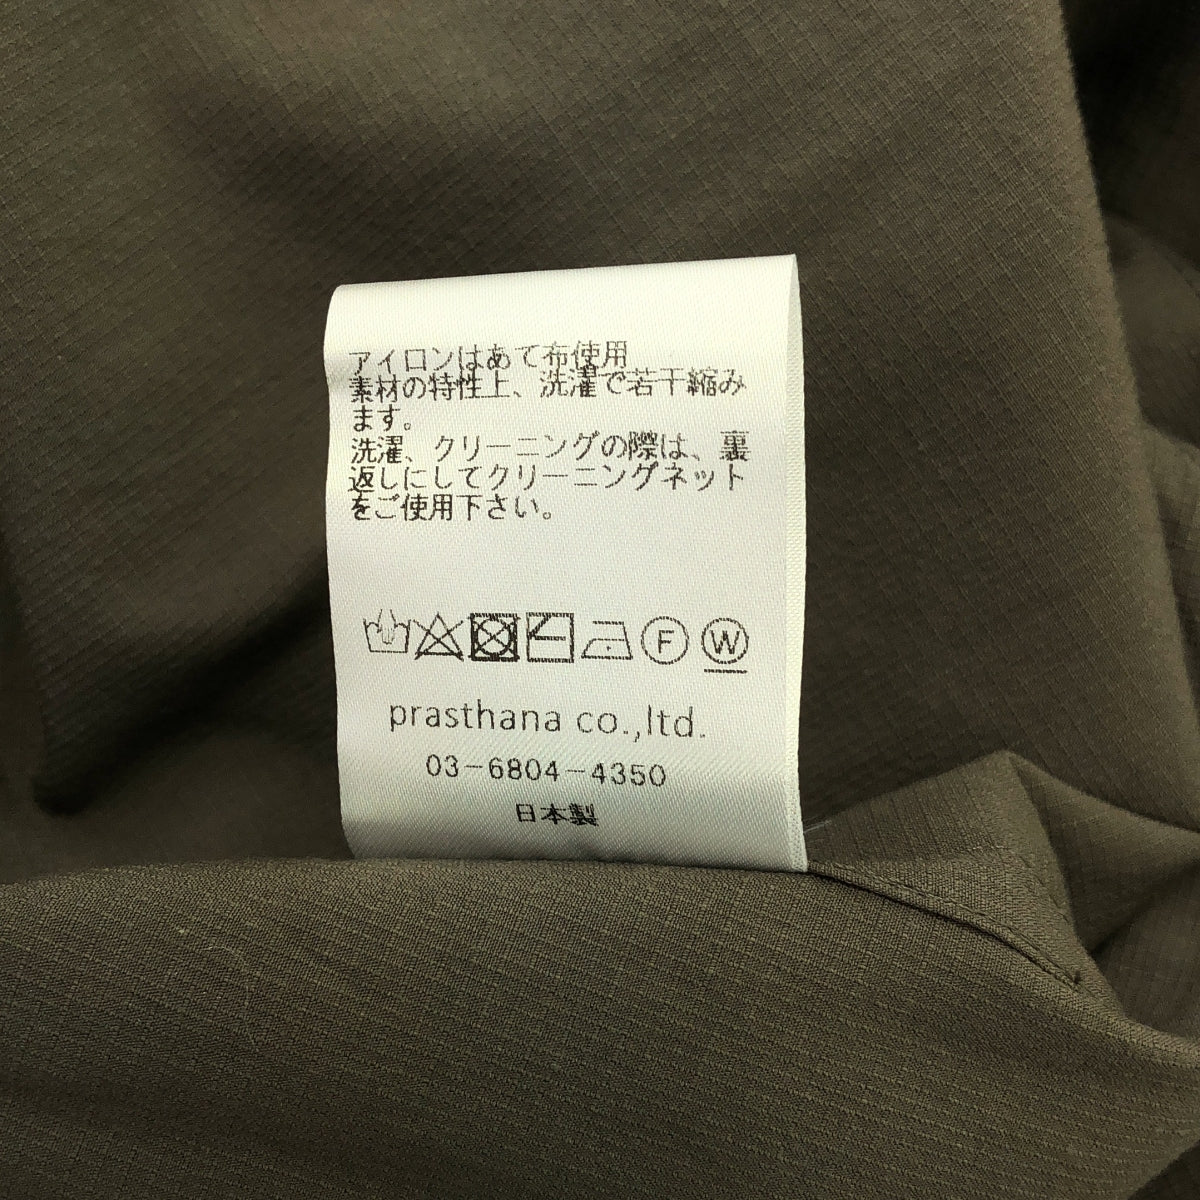 アイロンはあて布使用
素材の特性上、洗濯で若干縮み
ます。
洗濯、クリーニングの際は、裏
返しにしてクリーニングネット
をご使用下さい。
F W
prasthana co.,ltd.
03-6804-4350
日本製